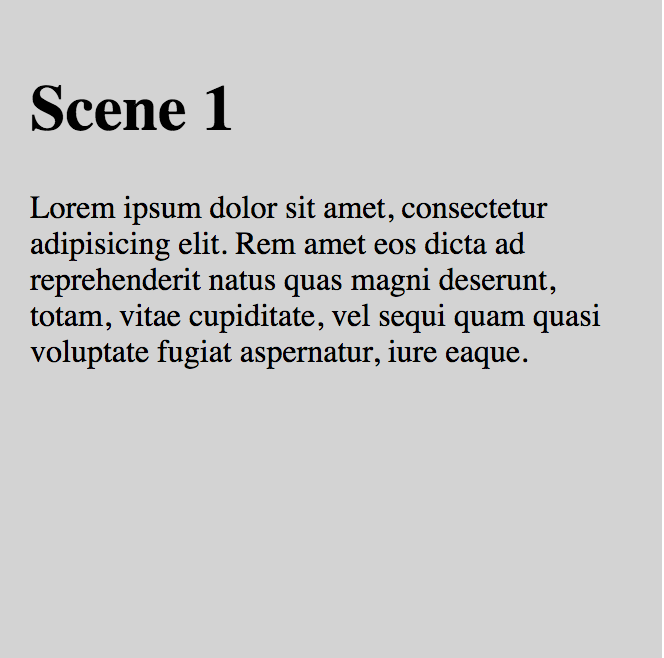 Scene 1
Lorem ipsum dolor sit amet, consectetur
adipisicing elit. Rem amet eos dicta ad
reprehenderit natus quas magni deserunt,
totam, vitae cupiditate, vel sequi quam quasi
voluptate fugiat aspernatur, iure eaque.